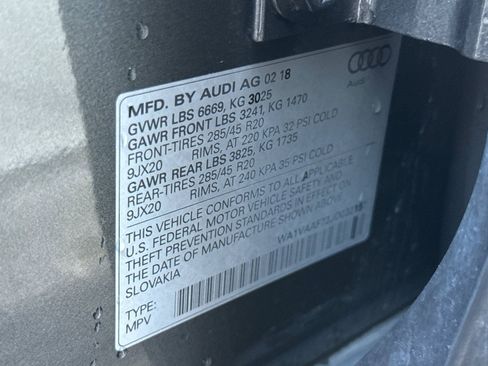 MFD. BY AUDI AG 02 18
GVWR LBS 6669, KG 3025
GAWR FRONT LBS 3241, KG 1470
FRONT-TIRES 285/45 R20
9JX20 RIMS, AT 220 KPA 32 PSI COLD
GAWR REAR LBS 3825, KG 1735
REAR-TIRES 285/45 R20
9JX20 RIMS, AT 240 KPA 35 PSI COLD
THIS VEHICLE CONFORMS TO ALL APPLICABLE
U.S. FEDERAL MOTOR VEHICLE SAFETY AND
THEFT PREVENTION STANDARDS IN EFFECT ON
THE DATE OF MANUFACTURE SHOWN ABOVE.
SLOVAKIA
TYPE:
MPV